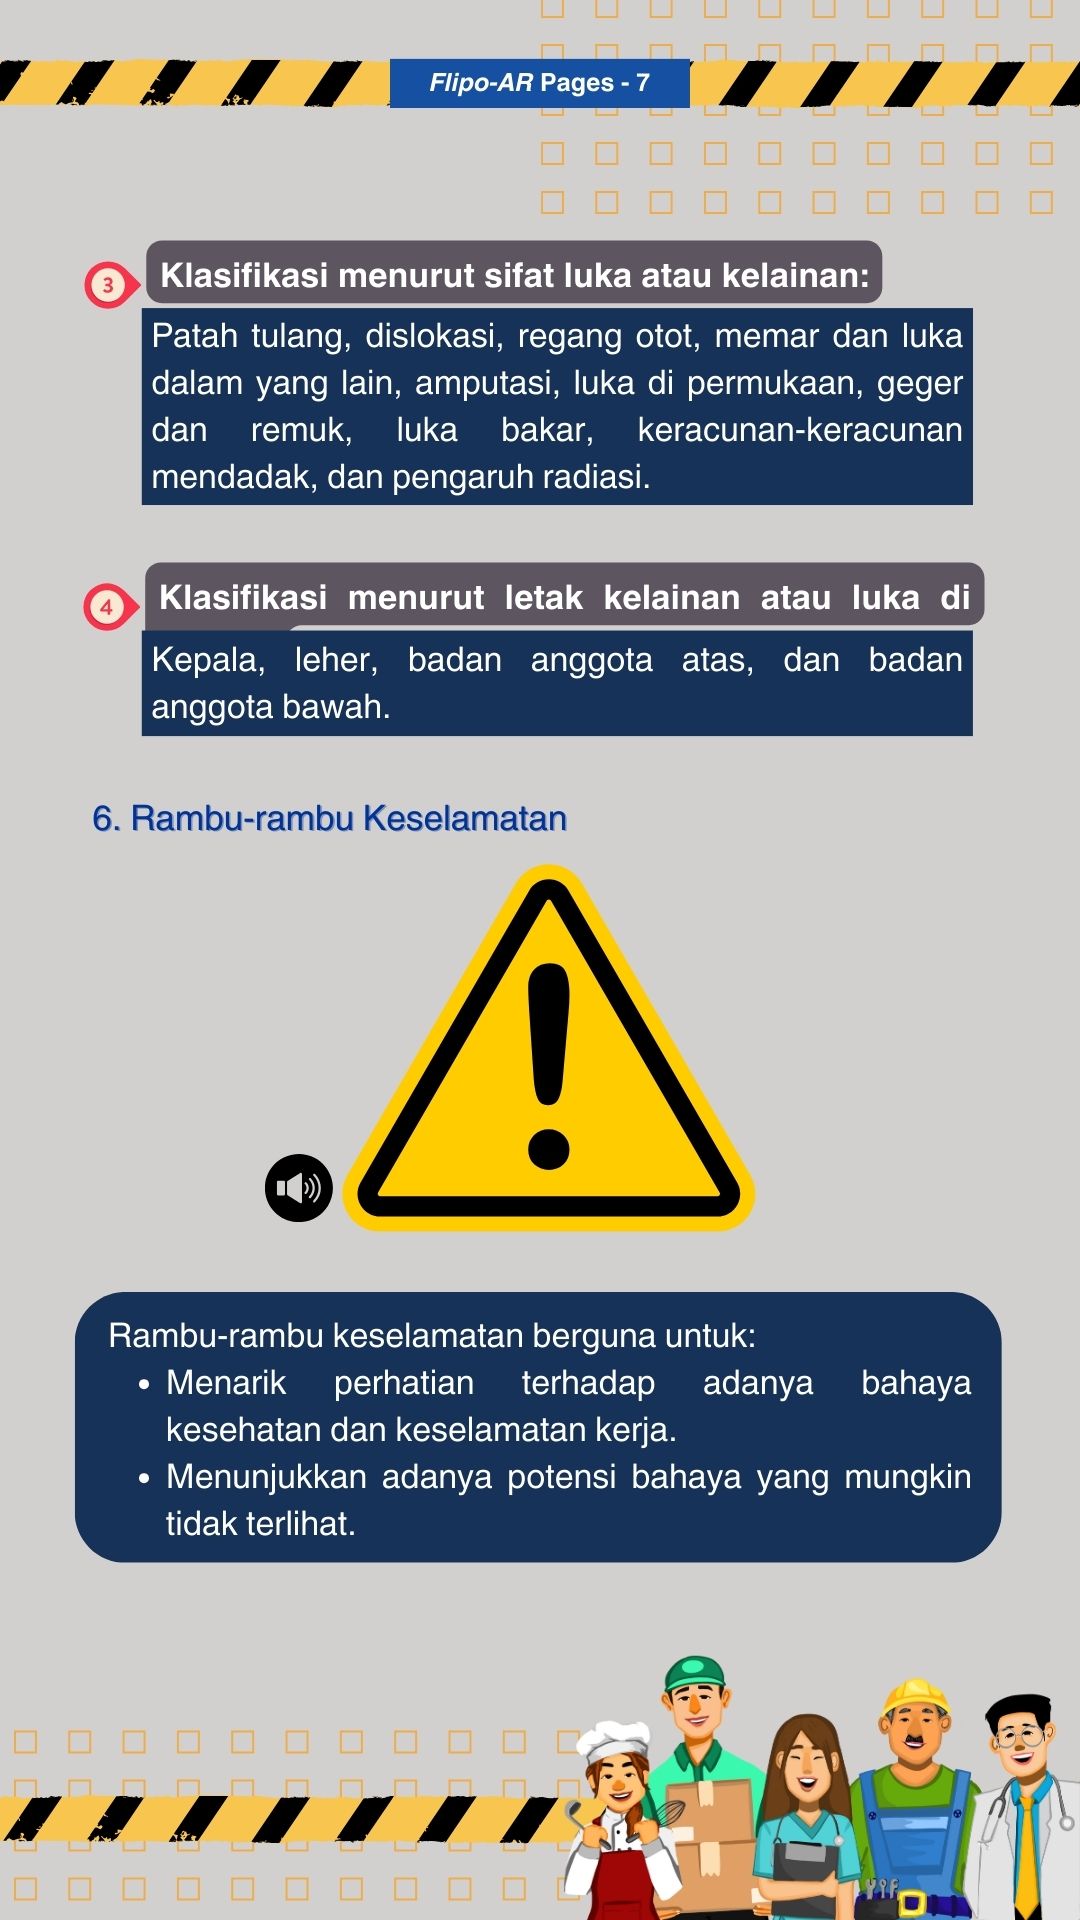 Flipo-AR Pages - 7
3
Klasifikasi menurut sifat luka atau kelainan:
Patah tulang, dislokasi, regang otot, memar dan luka
dalam yang lain, amputasi, luka di permukaan, geger
dan remuk, luka bakar, keracunan-keracunan
mendadak, dan pengaruh radiasi.
4
Klasifikasi menurut letak kelainan atau luka di
Kepala, leher, badan anggota atas, dan badan
anggota bawah.
6. Rambu-rambu Keselamatan
!
Rambu-rambu keselamatan berguna untuk:
• Menarik perhatian terhadap adanya bahaya
kesehatan dan keselamatan kerja.
• Menunjukkan adanya potensi bahaya yang mungkin
tidak terlihat.